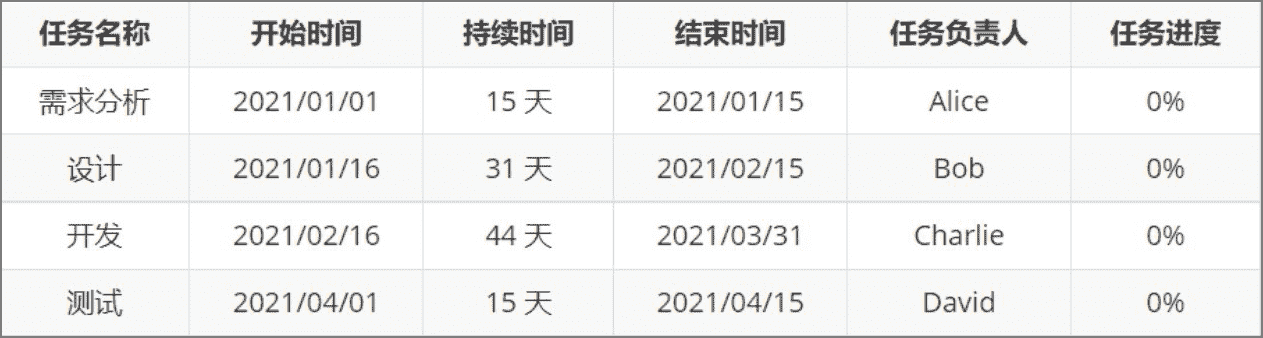 任务名称 开始时间 持续时间 结束时间 任务负责人 任务进度
需求分析 2021/01/01 15 天 2021/01/15 Alice 0%
设计 2021/01/16 31 天 2021/02/15 Bob 0%
开发 2021/02/16 44 天 2021/03/31 Charlie 0%
测试 2021/04/01 15 天 2021/04/15 David 0%